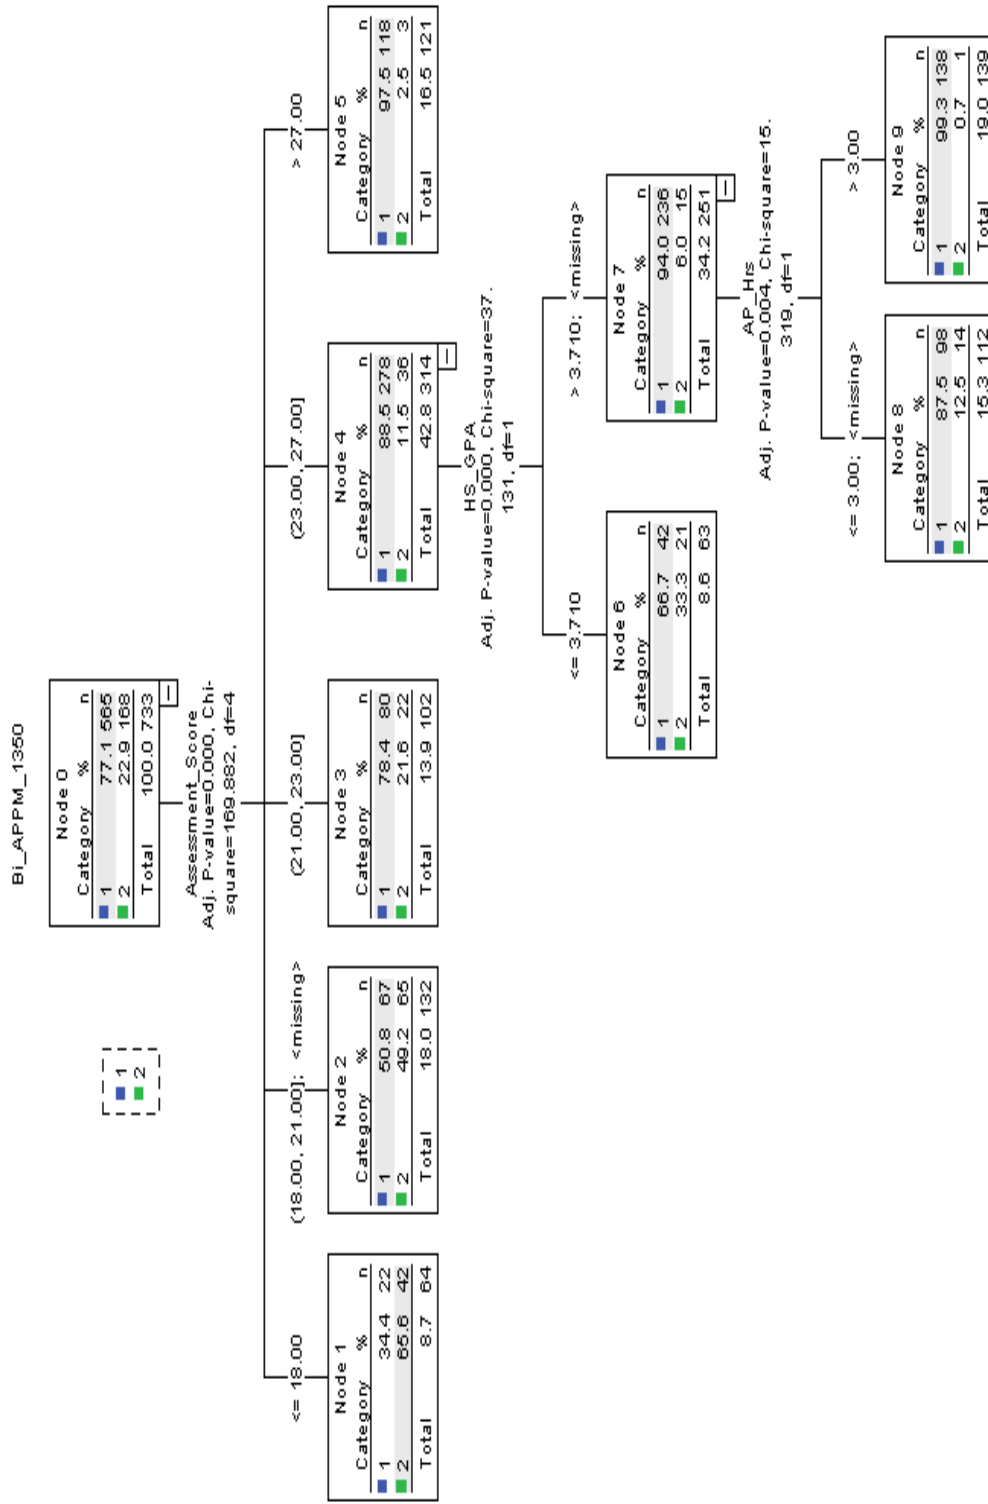 Bi_APPM_1350
1
2
Node 0
Category % n
1 77.1 565
2 22.9 168
Total 100.0 733
Assessment_Score
Adj. P-value=0.000, Chi-
square=169.882, df=4
<= 18.00
(18.00, 21.00]; <missing>
(21.00, 23.00]
(23.00, 27.00]
> 27.00
Node 1
Category % n
1 34.4 22
2 65.6 42
Total 8.7 64
Node 2
Category % n
1 50.8 67
2 49.2 65
Total 18.0 132
Node 3
Category % n
1 78.4 80
2 21.6 22
Total 13.9 102
Node 4
Category % n
1 88.5 278
2 11.5 36
Total 42.8 314
Node 5
Category % n
1 97.5 118
2 2.5 3
Total 16.5 121
HS_GPA
Adj. P-value=0.000, Chi-square=37.
131, df=1
<= 3.710
> 3.710; <missing>
Node 6
Category % n
1 66.7 42
2 33.3 21
Total 8.6 63
Node 7
Category % n
1 94.0 236
2 6.0 15
Total 34.2 251
AP_Hrs
Adj. P-value=0.004, Chi-square=15.
319, df=1
<= 3.00; <missing>
> 3.00
Node 8
Category % n
1 87.5 98
2 12.5 14
Total 15.3 112
Node 9
Category % n
1 99.3 138
2 0.7 1
Total 19.0 139